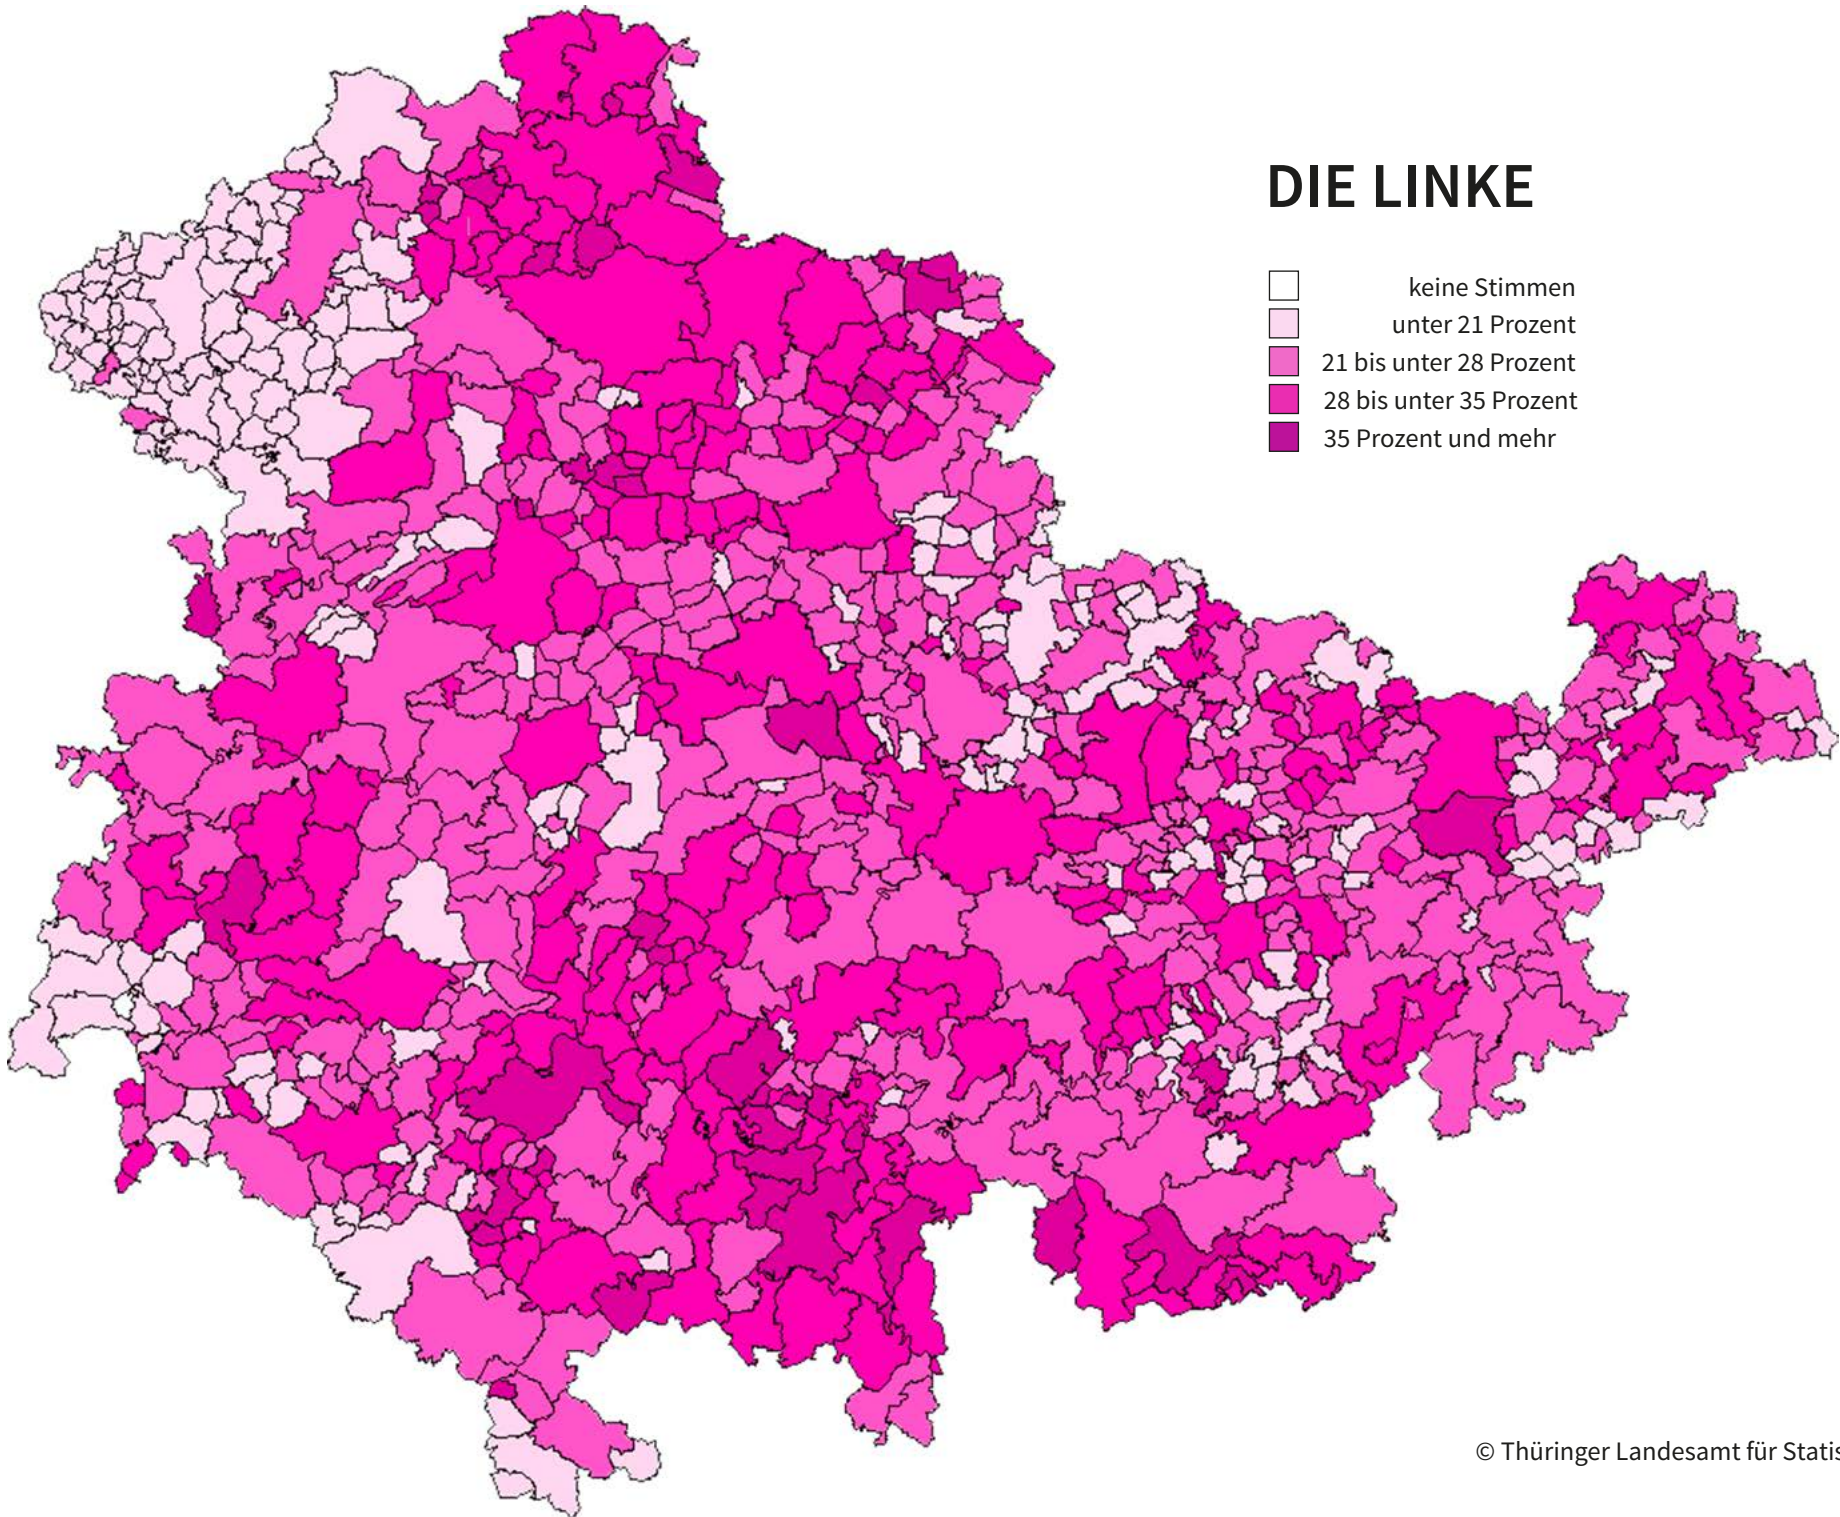 DIE LINKE
keine Stimmen
unter 21 Prozent
21 bis unter 28 Prozent
28 bis unter 35 Prozent
35 Prozent und mehr
© Thüringer Landesamt für Statis